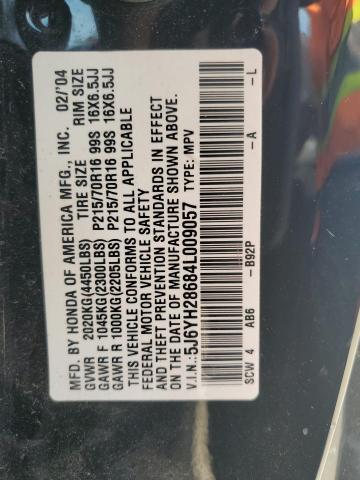 MFD. BY HONDA OF AMERICA MFG., INC. 02/'04
TIRE SIZE RIM SIZE
GVWR 2020KG(4450LBS)
GAWR F 1045KG(2300LBS) P215/70R16 99S 16X6.5JJ
GAWR R 1000KG(2205LBS) P215/70R16 99S 16X6.5JJ
THIS VEHICLE CONFORMS TO ALL APPLICABLE
FEDERAL MOTOR VEHICLE SAFETY
AND THEFT PREVENTION STANDARDS IN EFFECT
ON THE DATE OF MANUFACTURE SHOWN ABOVE.
V.I.N.: 5J6YH28684L009057 TYPE: MPV
SCW 4 AB6 - B92P - A - L